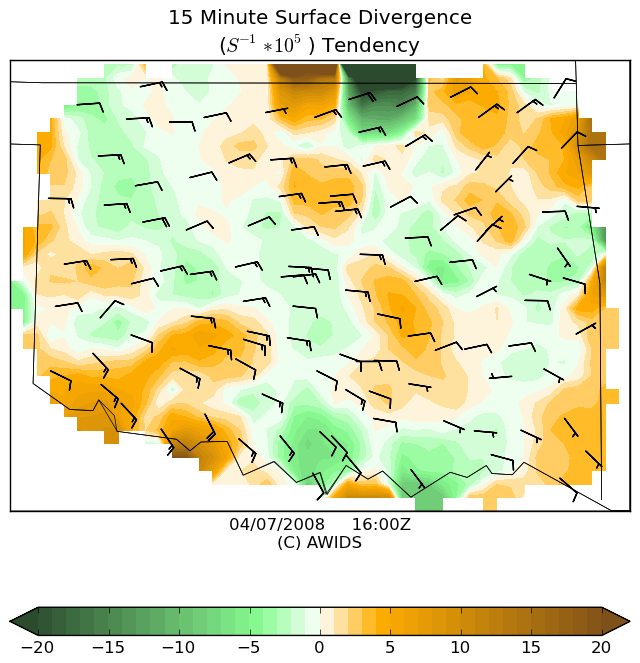 15 Minute Surface Divergence
(S⁻¹ *10⁵ ) Tendency
04/07/2008 16:00Z
(C) AWIDS
−20 −15 −10 −5 0 5 10 15 20